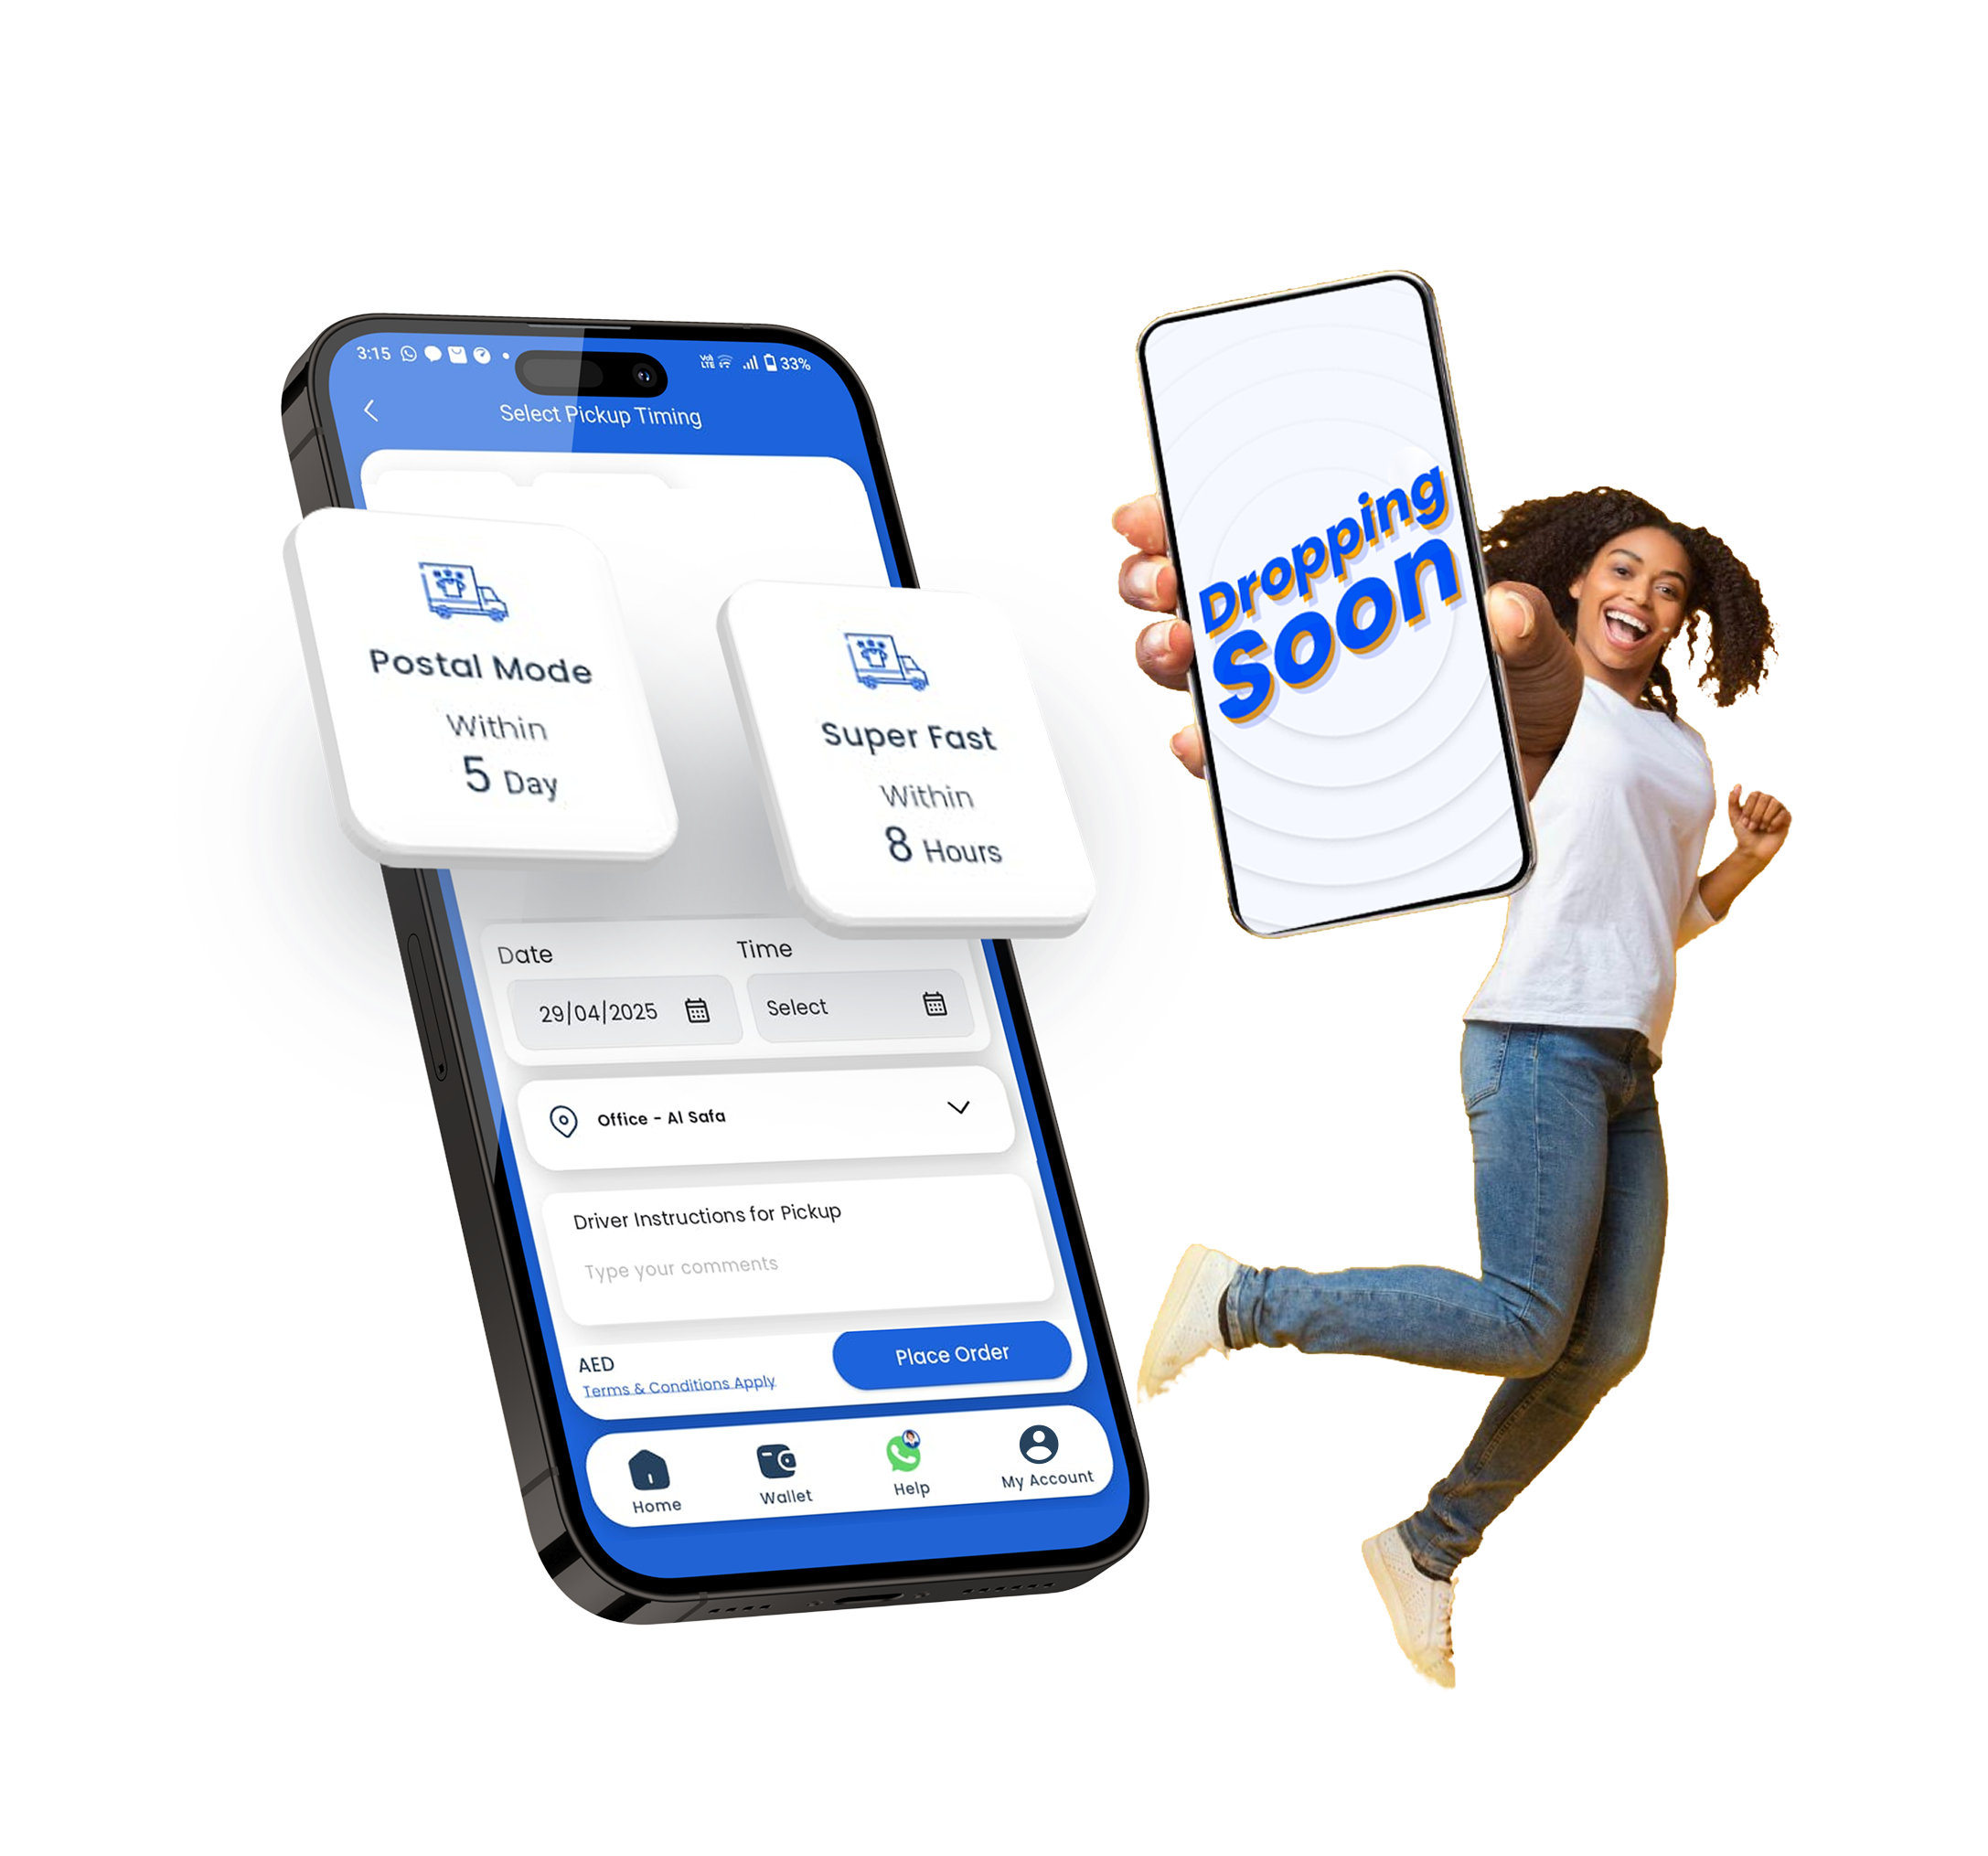 3:15
Vo))
LTE
33%
Select Pickup Timing
Postal Mode
Within
5 Day
Super Fast
Within
8 Hours
Date
Time
29/04/2025
Select
Office - Al Safa
Driver Instructions for Pickup
Type your comments
AED
Terms & Conditions Apply
Place Order
Home
Wallet
Help
My Account
Dropping
Soon